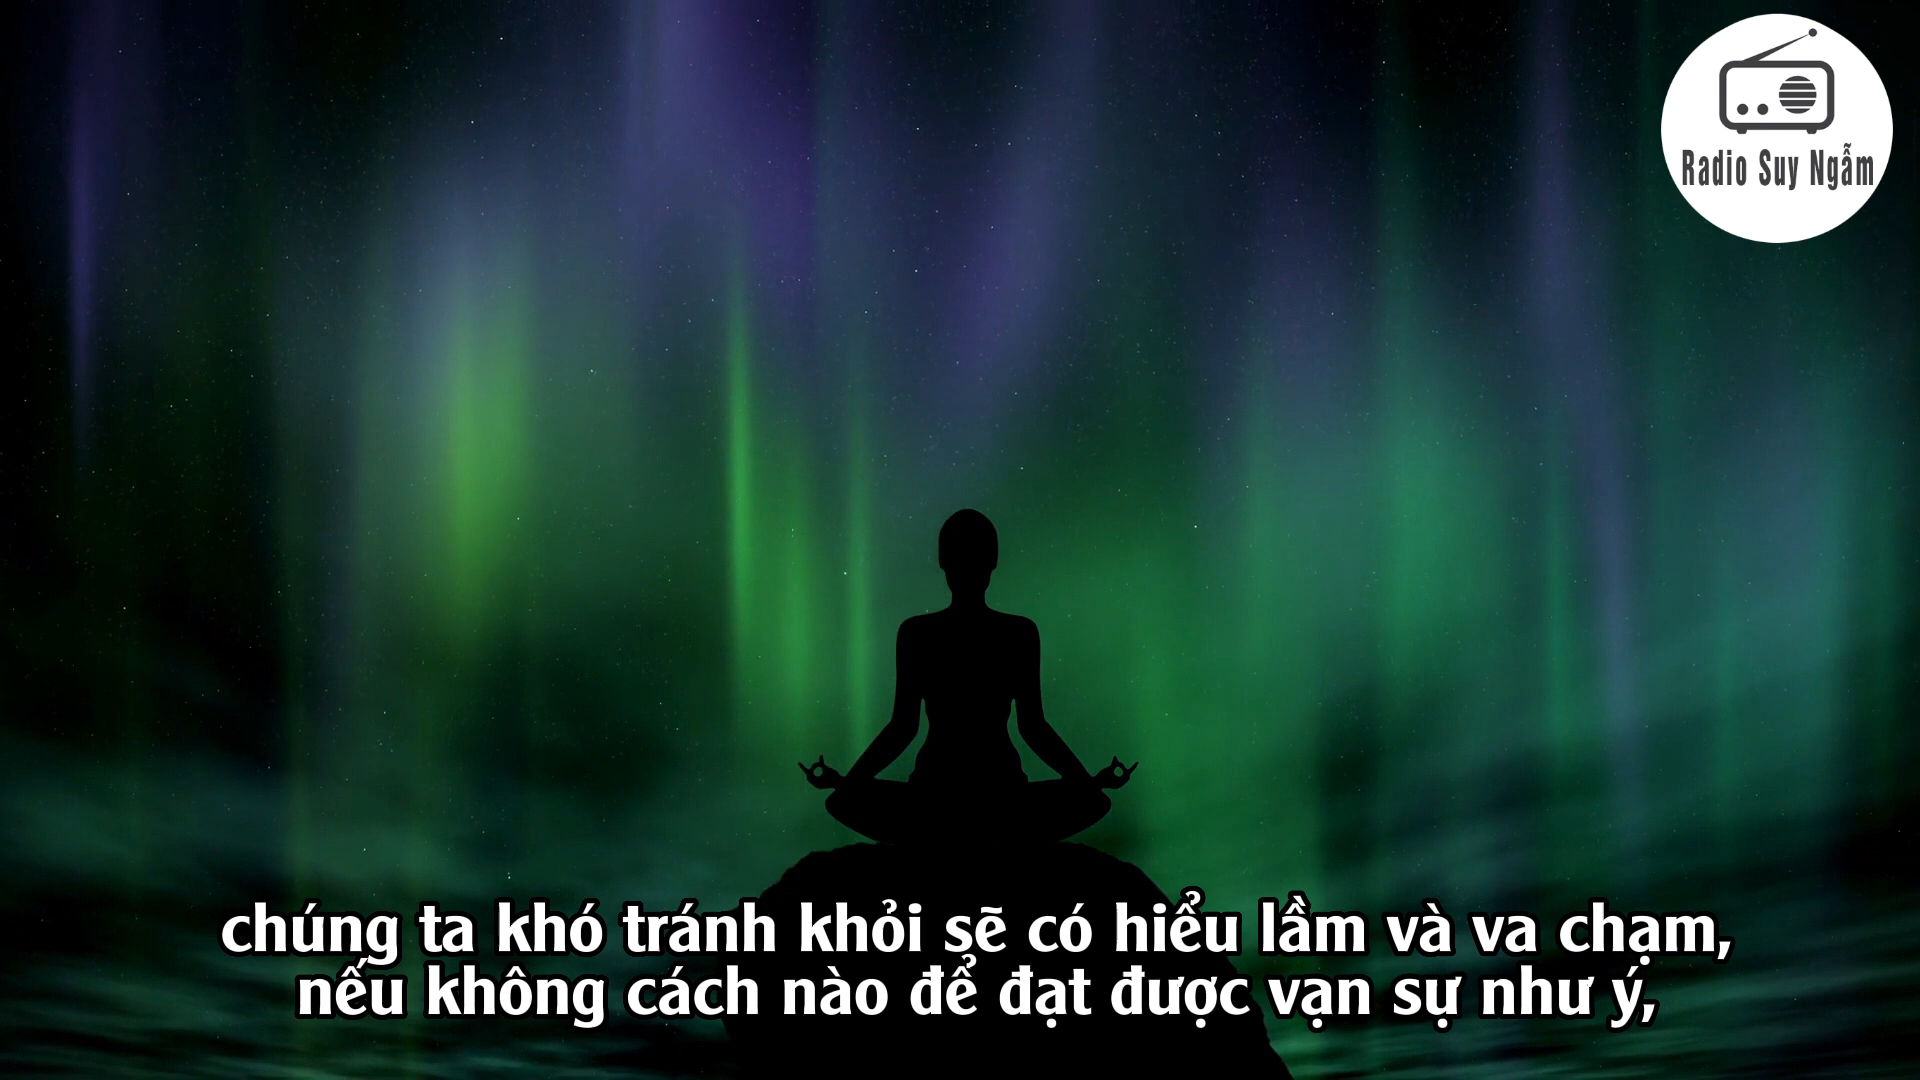 Radio Suy Ngẫm
chúng ta khó tránh khỏi sẽ có hiểu lầm và va chạm,
nếu không cách nào để đạt được vạn sự như ý,